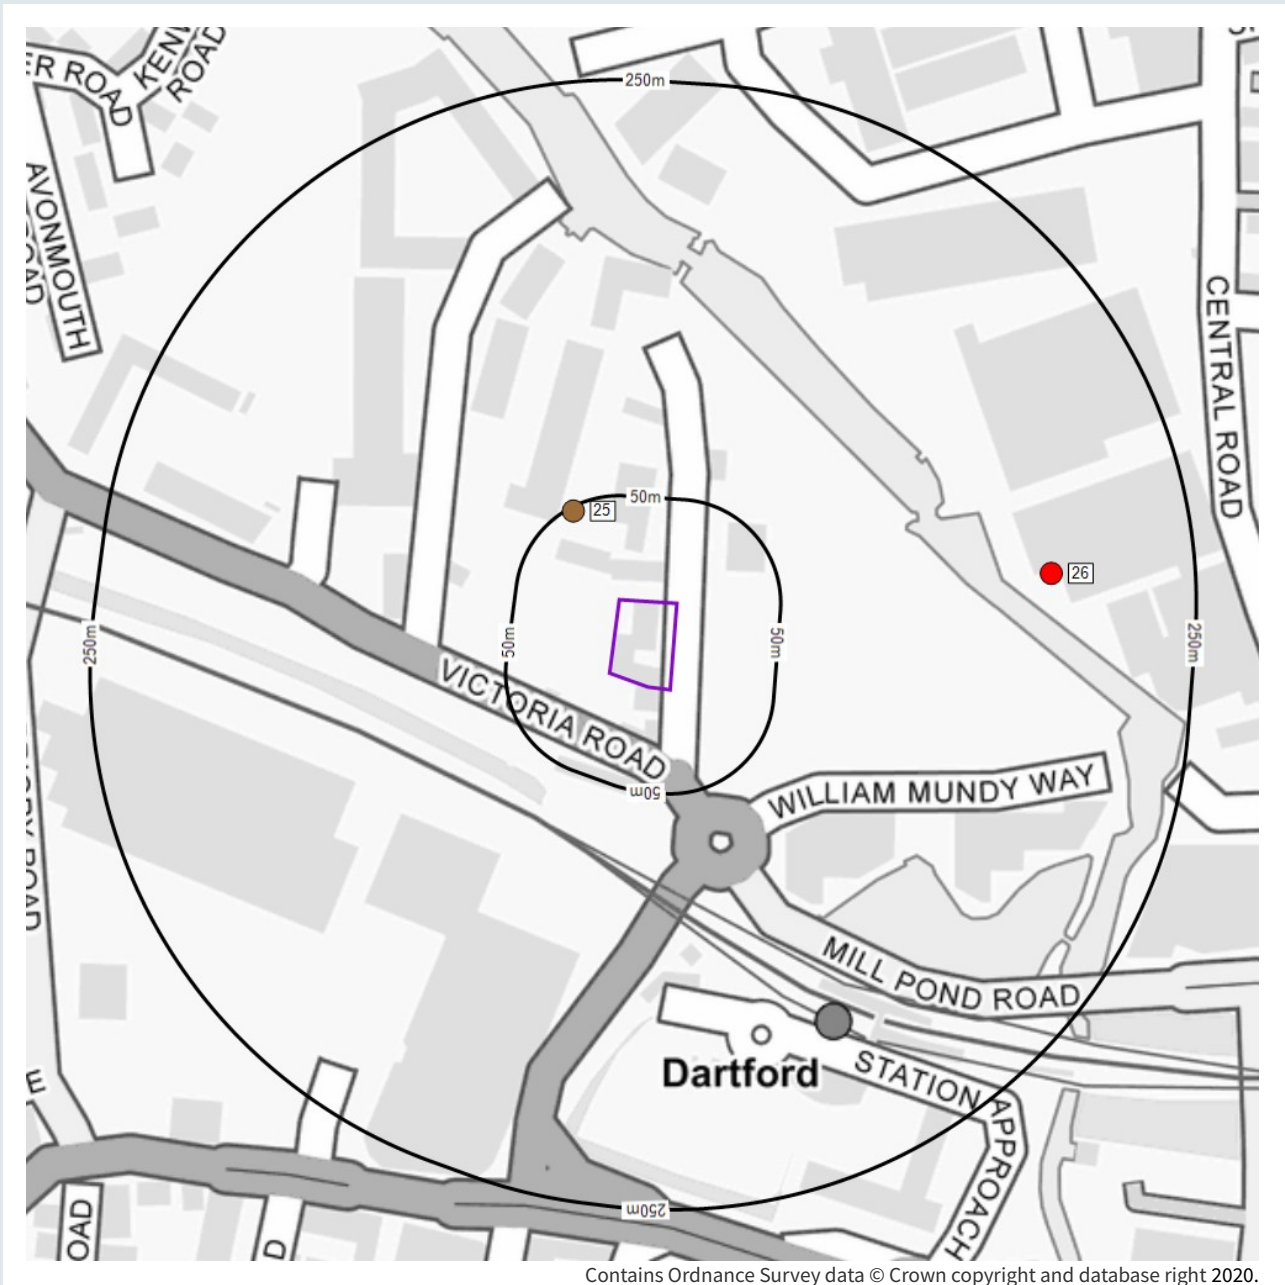 KEN
ROAD
ER ROAD
250m
AVONMOUTH
ROAD
CENTRAL ROAD
50m
25
26
50m
50m
250m
250m
VICTORIA ROAD
50m
WILLIAM MUNDY WAY
ROAD
MILL POND ROAD
Dartford
STATION APPROACH
E
250m
OAD
D
Contains Ordnance Survey data © Crown copyright and database right 2020.